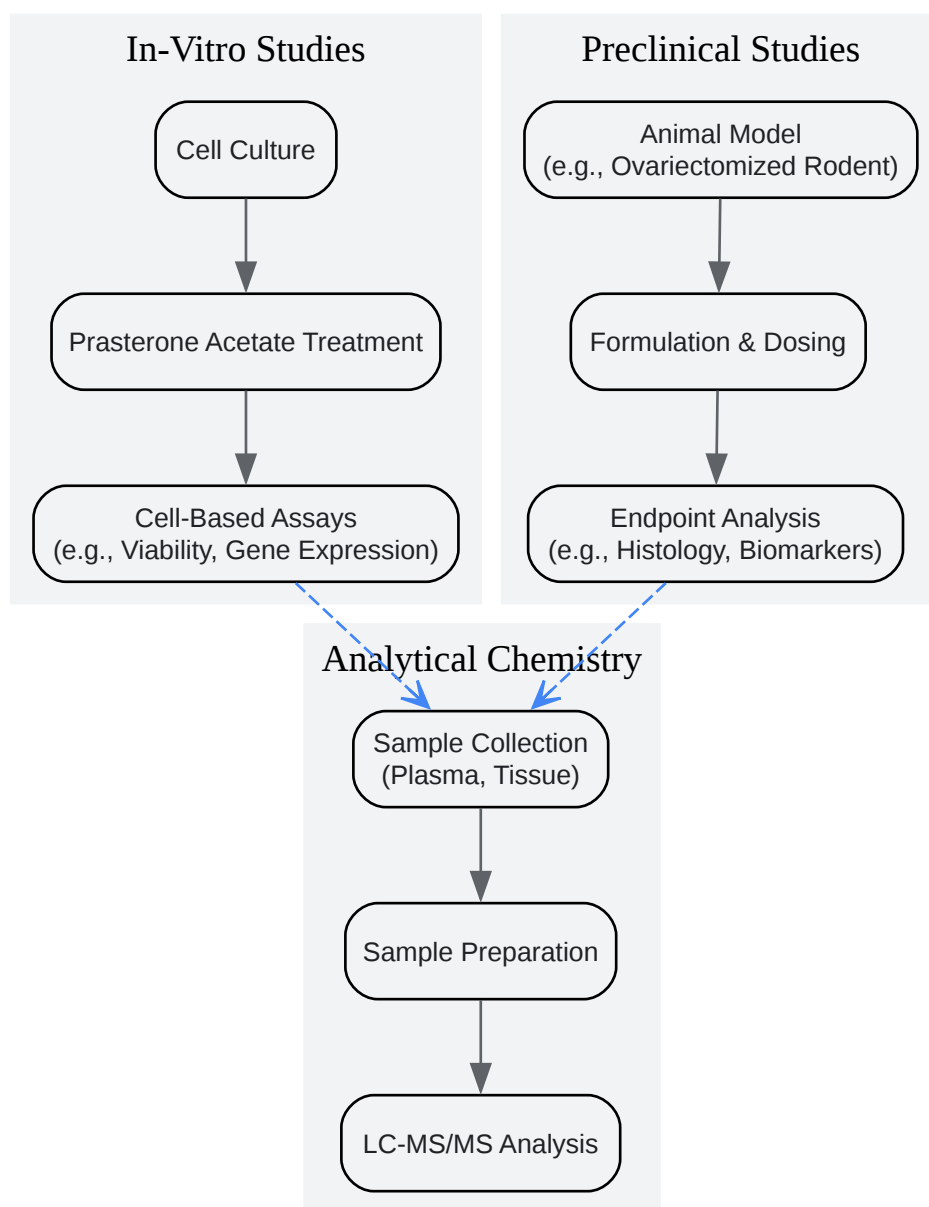 In-Vitro Studies
Cell Culture
Prasterone Acetate Treatment
Cell-Based Assays
(e.g., Viability, Gene Expression)
Preclinical Studies
Animal Model
(e.g., Ovariectomized Rodent)
Formulation & Dosing
Endpoint Analysis
(e.g., Histology, Biomarkers)
Analytical Chemistry
Sample Collection
(Plasma, Tissue)
Sample Preparation
LC-MS/MS Analysis